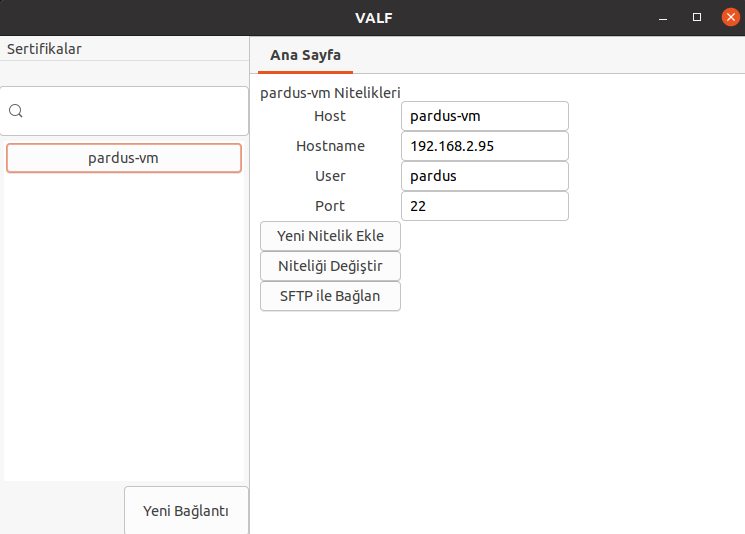 VALF
Sertifikalar
pardus-vm
Yeni Bağlantı
Ana Sayfa
pardus-vm Nitelikleri
Host pardus-vm
Hostname 192.168.2.95
User pardus
Port 22
Yeni Nitelik Ekle
Niteliği Değiştir
SFTP ile Bağlan